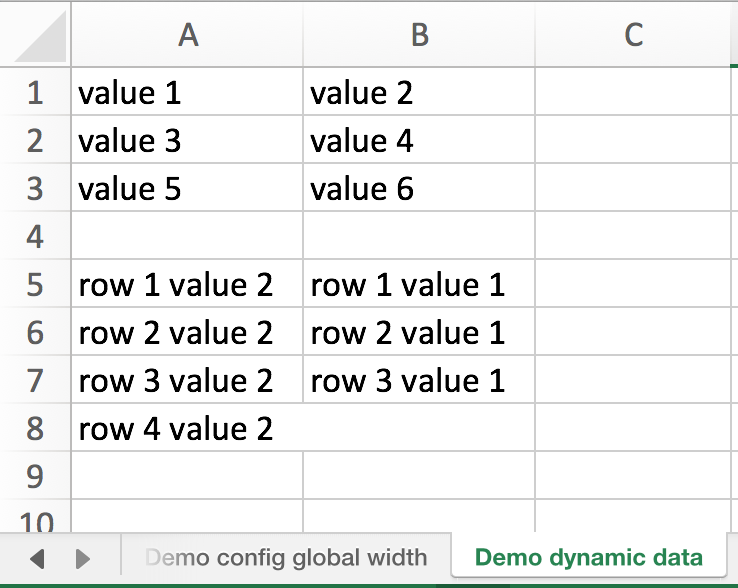 A B C
1 value 1 value 2
2 value 3 value 4
3 value 5 value 6
4
5 row 1 value 2 row 1 value 1
6 row 2 value 2 row 2 value 1
7 row 3 value 2 row 3 value 1
8 row 4 value 2
9
10
Demo config global width Demo dynamic data